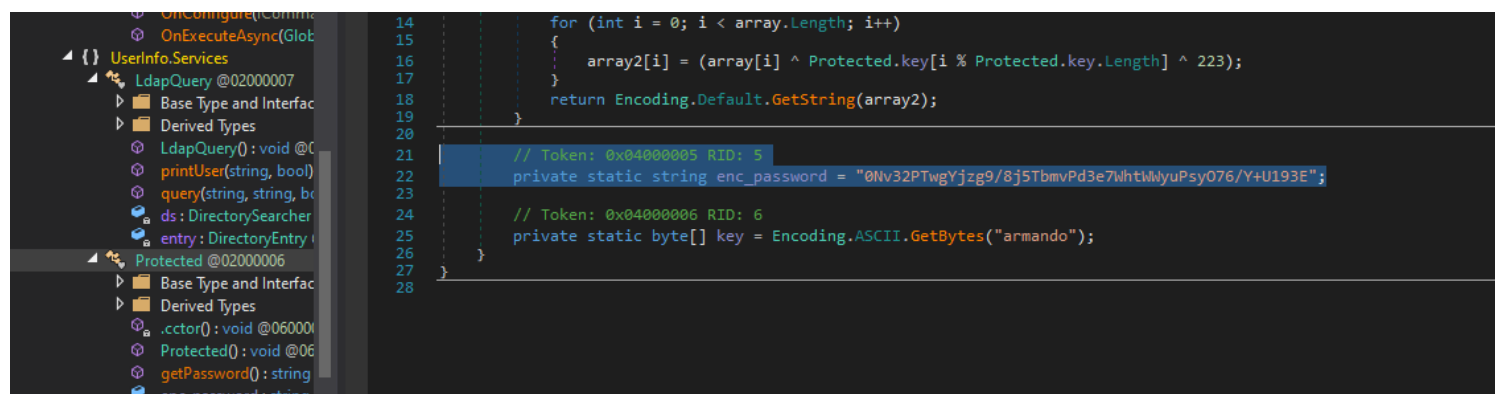 OnConfigure(IComma
OnExecuteAsync(Glob
{ } UserInfo.Services
LdapQuery @02000007
Base Type and Interfac
Derived Types
LdapQuery() : void @0
printUser(string, bool)
query(string, string, bo
ds : DirectorySearcher
entry : DirectoryEntry
Protected @02000006
Base Type and Interfac
Derived Types
.cctor() : void @060000
Protected() : void @06
getPassword() : string
14 for (int i = 0; i < array.Length; i++)
15 {
16 array2[i] = (array[i] ^ Protected.key[i % Protected.key.Length] ^ 223);
17 }
18 return Encoding.Default.GetString(array2);
19 }
20
21 // Token: 0x04000005 RID: 5
22 private static string enc_password = "0Nv32PTwgYjzg9/8j5TbmvPd3e7WhtWWyuPsyO76/Y+U193E";
23
24 // Token: 0x04000006 RID: 6
25 private static byte[] key = Encoding.ASCII.GetBytes("armando");
26 }
27 }
28